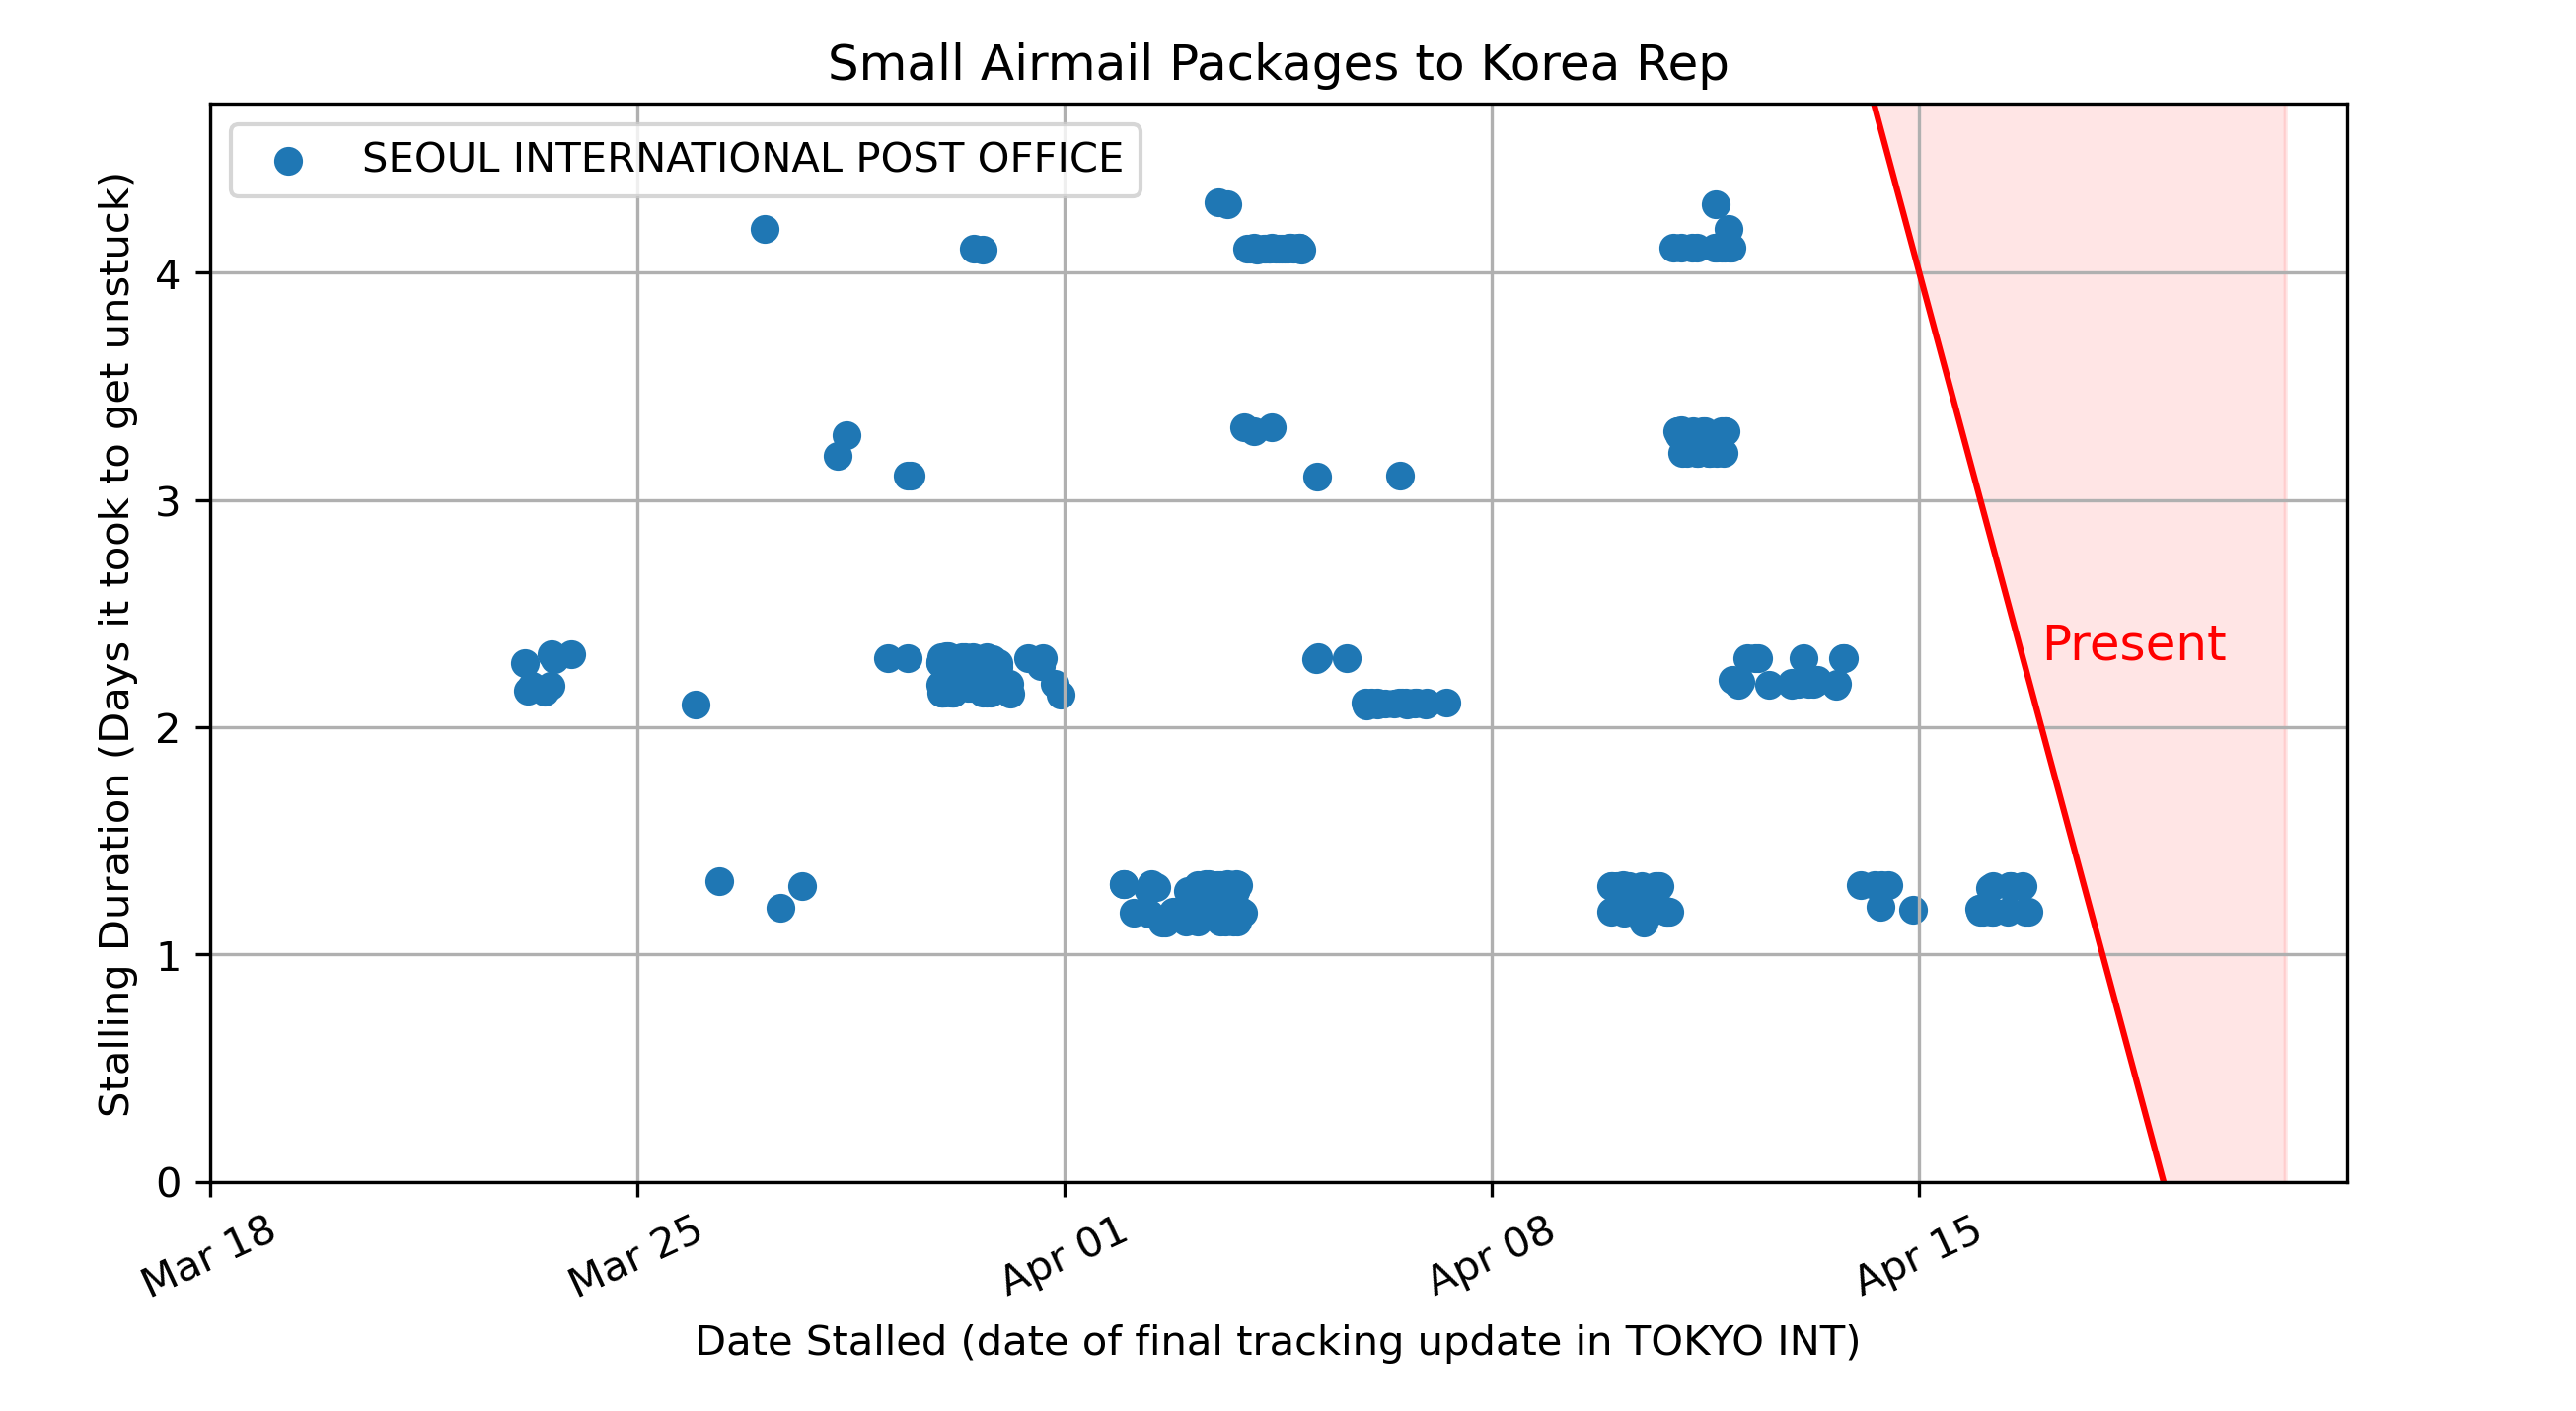 Small Airmail Packages to Korea Rep
SEOUL INTERNATIONAL POST OFFICE
Stalling Duration (Days it took to get unstuck)
4
3
2
1
0
Present
Mar 18
Mar 25
Apr 01
Apr 08
Apr 15
Date Stalled (date of final tracking update in TOKYO INT)